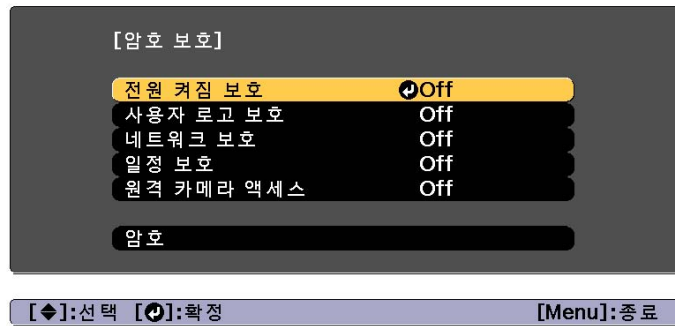 [암호 보호]
전원 켜짐 보호 Off
사용자 로고 보호 Off
네트워크 보호 Off
일정 보호 Off
원격 카메라 액세스 Off
암호
[◆]:선택 [⏎]:확정 [Menu]:종료